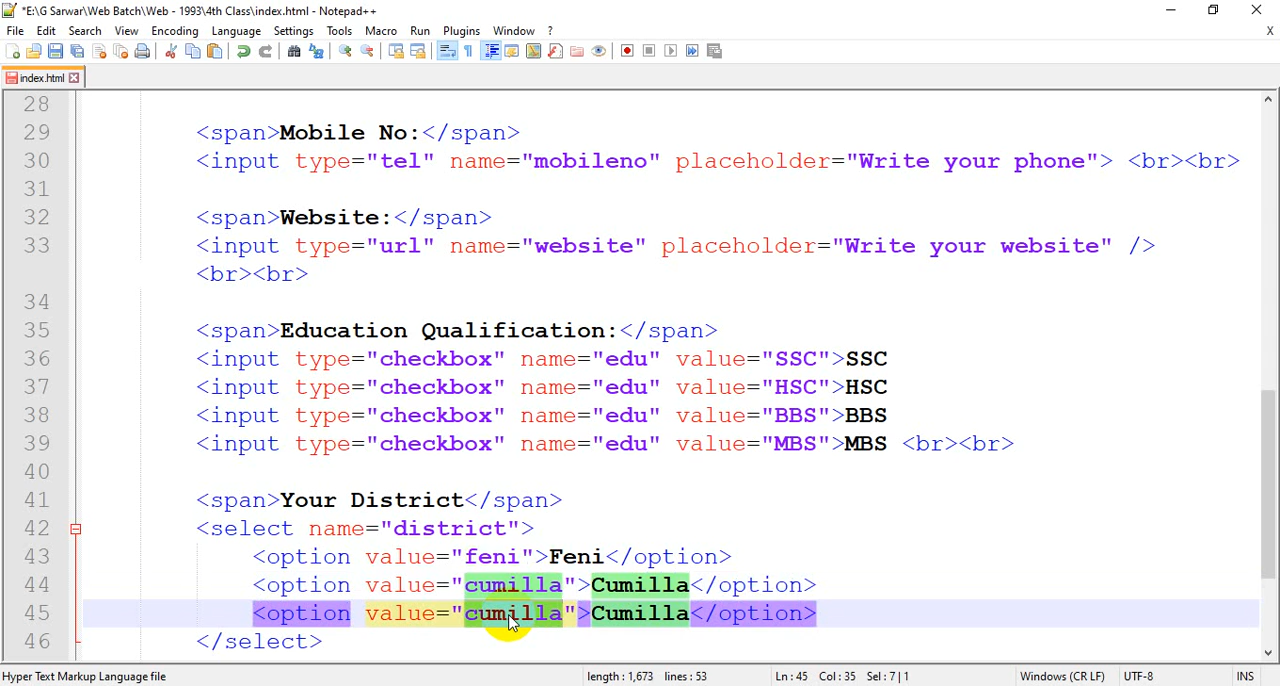 *E:\G Sarwar\Web Batch\Web - 1993\4th Class\index.html - Notepad++
File Edit Search View Encoding Language Settings Tools Macro Run Plugins Window ? X
index.html
28
29 <span>Mobile No:</span>
30 <input type="tel" name="mobileno" placeholder="Write your phone"> <br><br>
31
32 <span>Website:</span>
33 <input type="url" name="website" placeholder="Write your website" />
<br><br>
34
35 <span>Education Qualification:</span>
36 <input type="checkbox" name="edu" value="SSC">SSC
37 <input type="checkbox" name="edu" value="HSC">HSC
38 <input type="checkbox" name="edu" value="BBS">BBS
39 <input type="checkbox" name="edu" value="MBS">MBS <br><br>
40
41 <span>Your District</span>
42 <select name="district">
43 <option value="feni">Feni</option>
44 <option value="cumilla">Cumilla</option>
45 <option value="cumilla">Cumilla</option>
46 </select>
Hyper Text Markup Language file length : 1,673 lines : 53 Ln : 45 Col : 35 Sel : 7 | 1 Windows (CR LF) UTF-8 INS